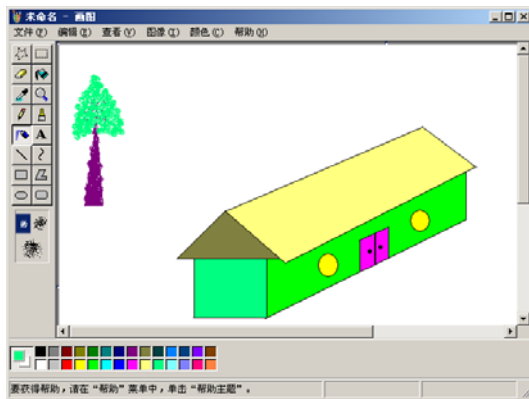 未命名 - 画图
文件(F) 编辑(E) 查看(V) 图像(I) 颜色(C) 帮助(H)
A
要获得帮助，请在“帮助”菜单中，单击“帮助主题”。